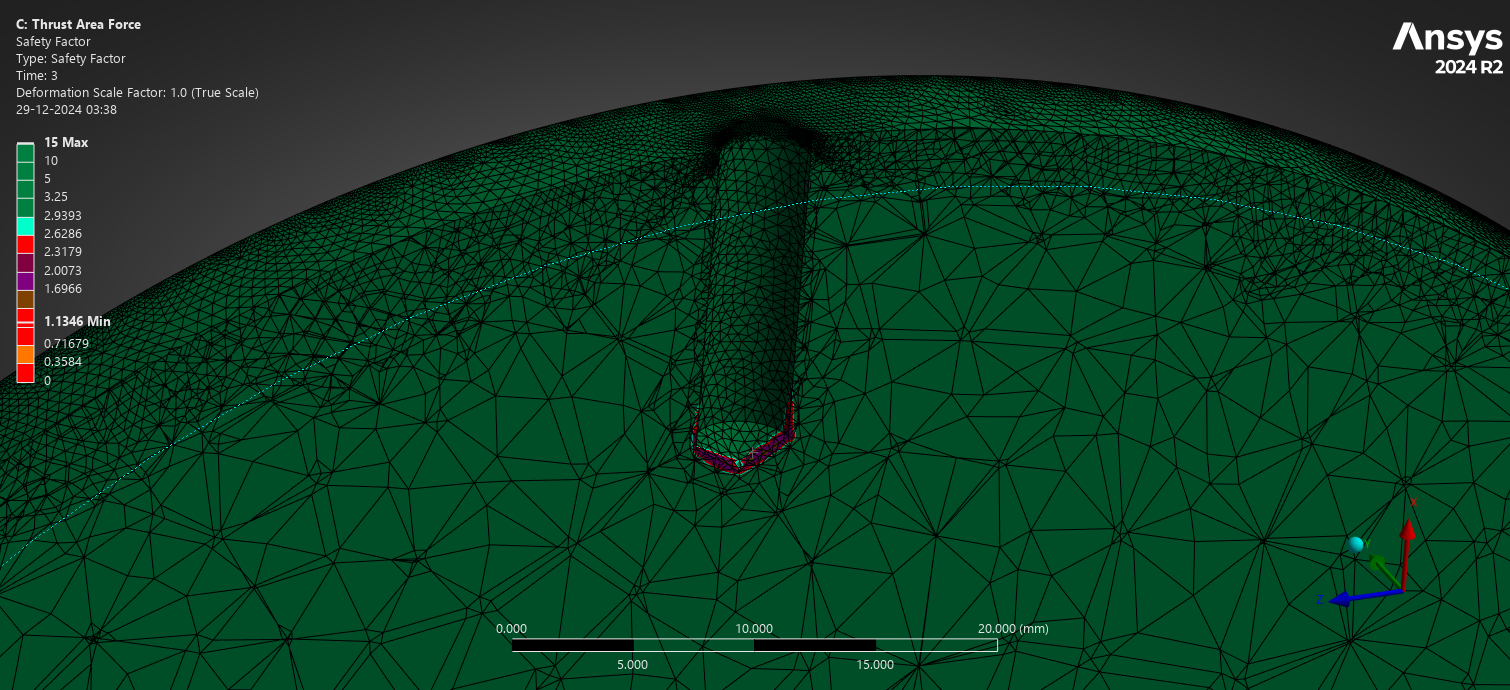 C: Thrust Area Force
Safety Factor
Type: Safety Factor
Time: 3
Deformation Scale Factor: 1.0 (True Scale)
29-12-2024 03:38
Ansys
2024 R2
15 Max
10
5
3.25
2.9393
2.6286
2.3179
2.0073
1.6966
1.1346 Min
0.71679
0.3584
0
X
Y
Z
0.000
10.000
20.000 (mm)
5.000
15.000